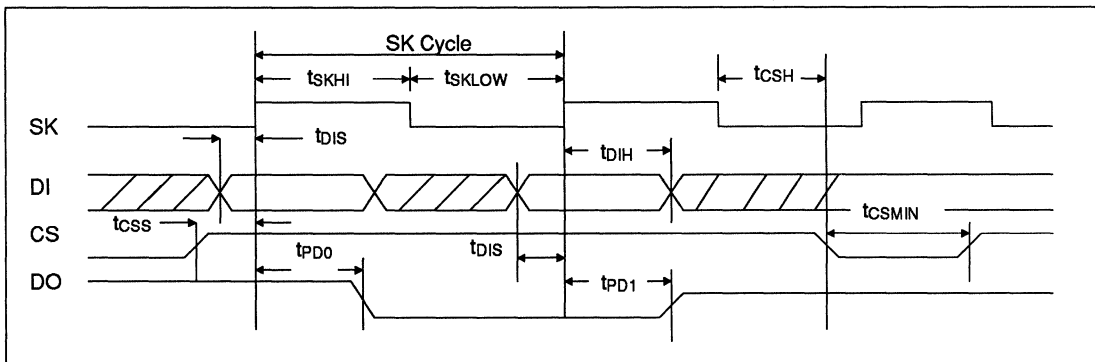 SK Cycle
tSKHI
tSKLOW
tCSH
SK
tDIS
tDIH
DI
tCSS
tCSMIN
CS
tPD0
tDIS
tPD1
DO